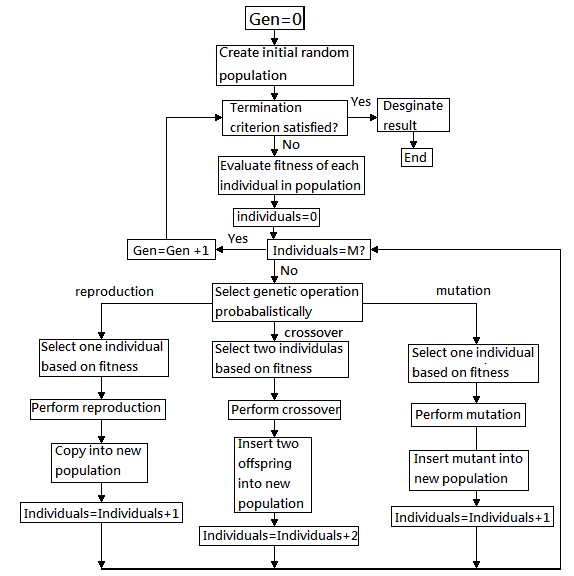 Gen=0
Create initial random
population
Termination
criterion satisfied?
Yes
Desginate
result
End
No
Evaluate fitness of each
individual in population
individuals=0
Gen=Gen +1
Yes
Individuals=M?
No
reproduction
Select genetic operation
probabalistically
mutation
crossover
Select one individual
based on fitness
Select two individulas
based on fitness
Select one individual
based on fitness
Perform reproduction
Perform crossover
Perform mutation
Copy into new
population
Insert two
offspring
into new
population
Insert mutant into
new population
Individuals=Individuals+1
Individuals=Individuals+2
Individuals=Individuals+1